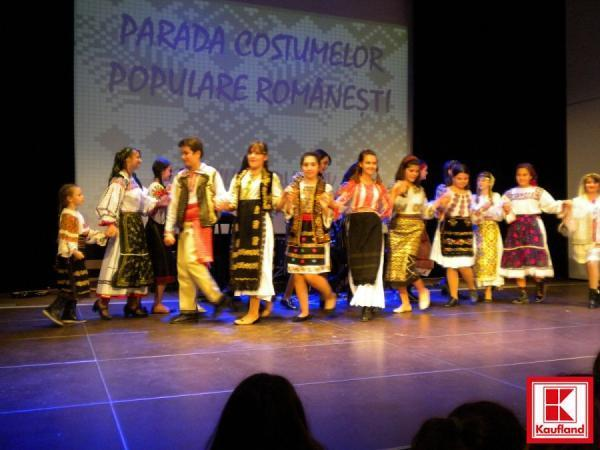 PARADA COSTUMELOR
POPULARE ROMÂNEȘTI
Kaufland